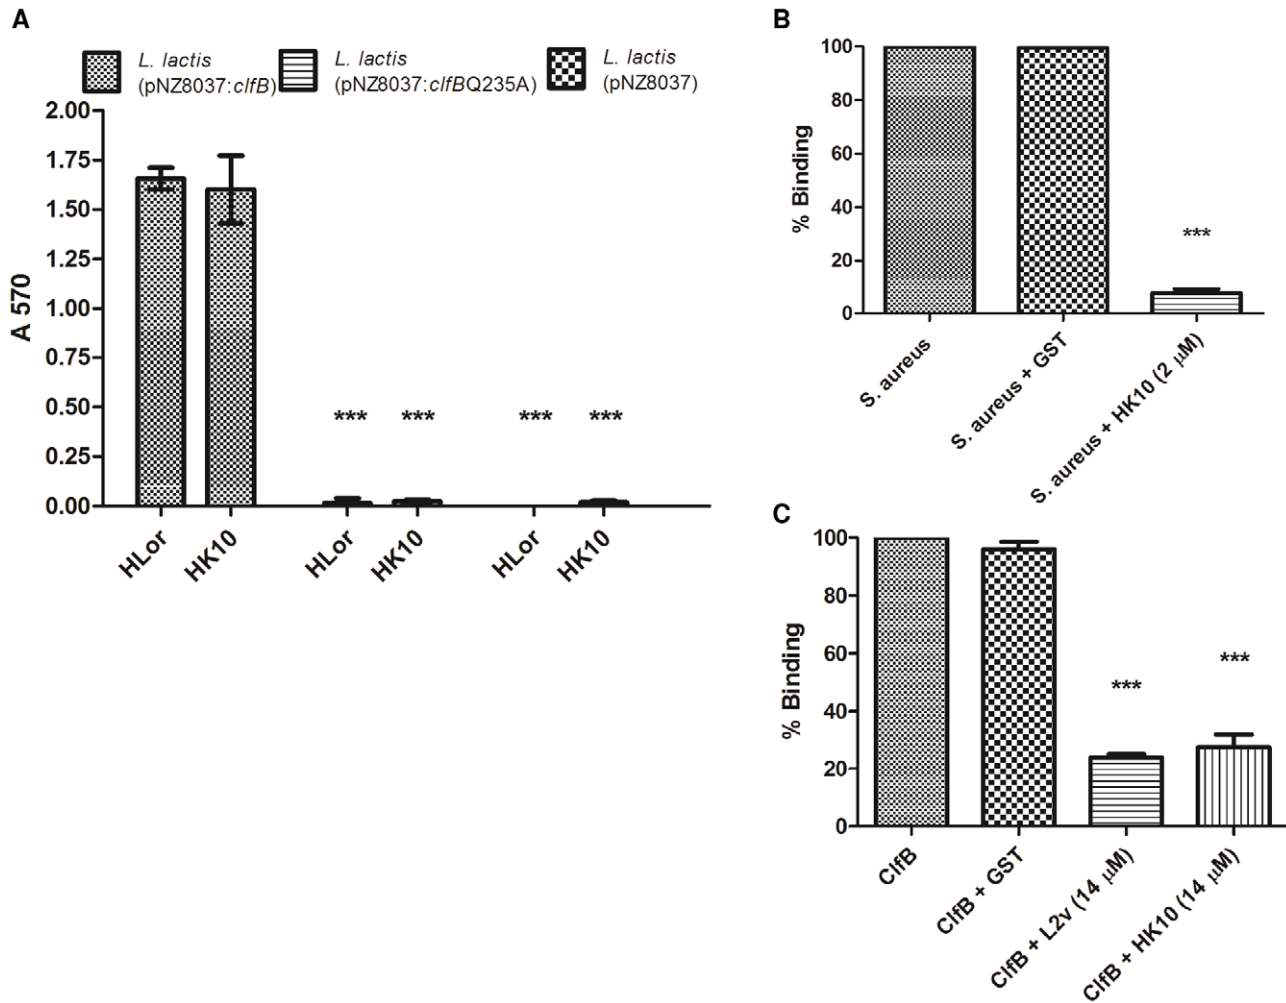 A
L. lactis
(pNZ8037:clfB)
L. lactis
(pNZ8037:clfBQ235A)
L. lactis
(pNZ8037)
2.00
1.75
1.50
1.25
1.00
0.75
0.50
0.25
0.00
A 570
*** *** *** ***
HLor HK10 HLor HK10 HLor HK10
B
100
80
60
40
20
0
% Binding
***
S. aureus
S. aureus + GST
S. aureus + HK10 (2 μM)
C
100
80
60
40
20
0
% Binding
***
***
ClfB
ClfB + GST
ClfB + L2v (14 μM)
ClfB + HK10 (14 μM)